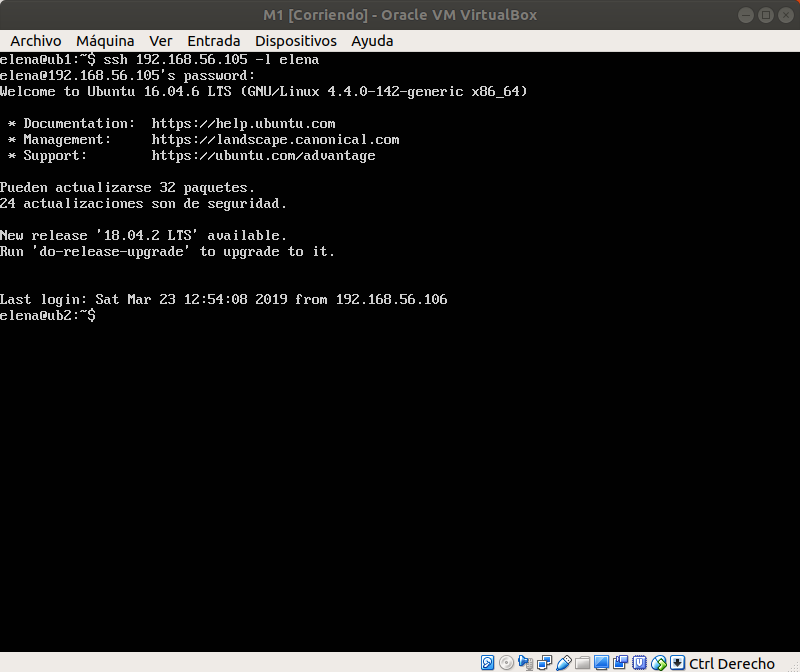 M1 [Corriendo] - Oracle VM VirtualBox
Archivo Máquina Ver Entrada Dispositivos Ayuda
elena@ub1:~$ ssh 192.168.56.105 -l elena
elena@192.168.56.105's password:
Welcome to Ubuntu 16.04.6 LTS (GNU/Linux 4.4.0-142-generic x86_64)
* Documentation: https://help.ubuntu.com
* Management: https://landscape.canonical.com
* Support: https://ubuntu.com/advantage
Pueden actualizarse 32 paquetes.
24 actualizaciones son de seguridad.
New release '18.04.2 LTS' available.
Run 'do-release-upgrade' to upgrade to it.
Last login: Sat Mar 23 12:54:08 2019 from 192.168.56.106
elena@ub2:~$
Ctrl Derecho